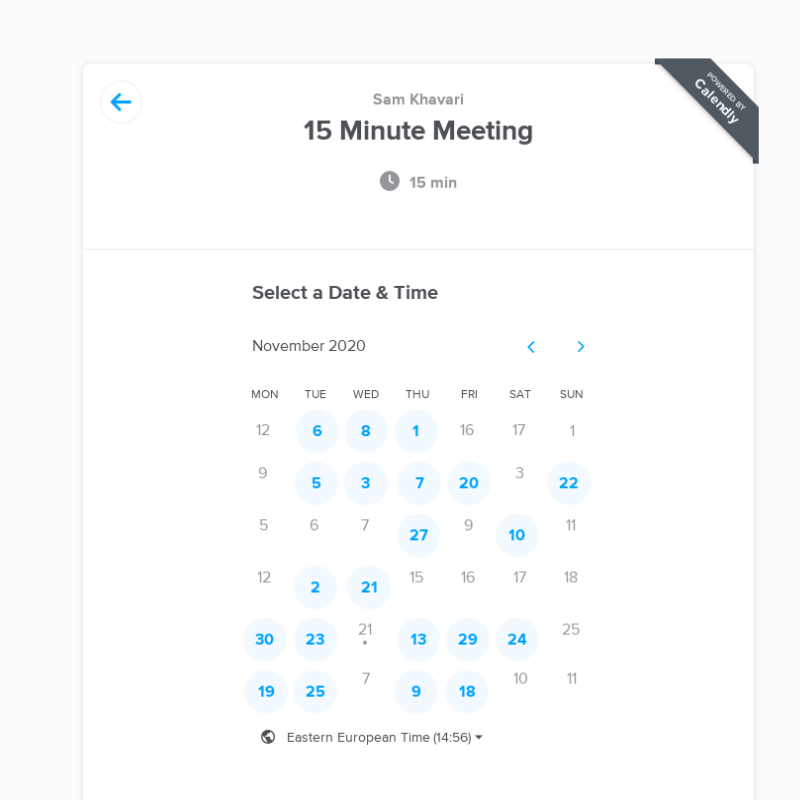 Sam Khavari
15 Minute Meeting
15 min
POWERED BY
Calendly
Select a Date & Time
November 2020
MON TUE WED THU FRI SAT SUN
12 6 8 1 16 17 1
9 5 3 7 20 3 22
5 6 7 27 9 10 11
12 2 21 15 16 17 18
30 23 21 13 29 24 25
19 25 7 9 18 10 11
Eastern European Time (14:56)